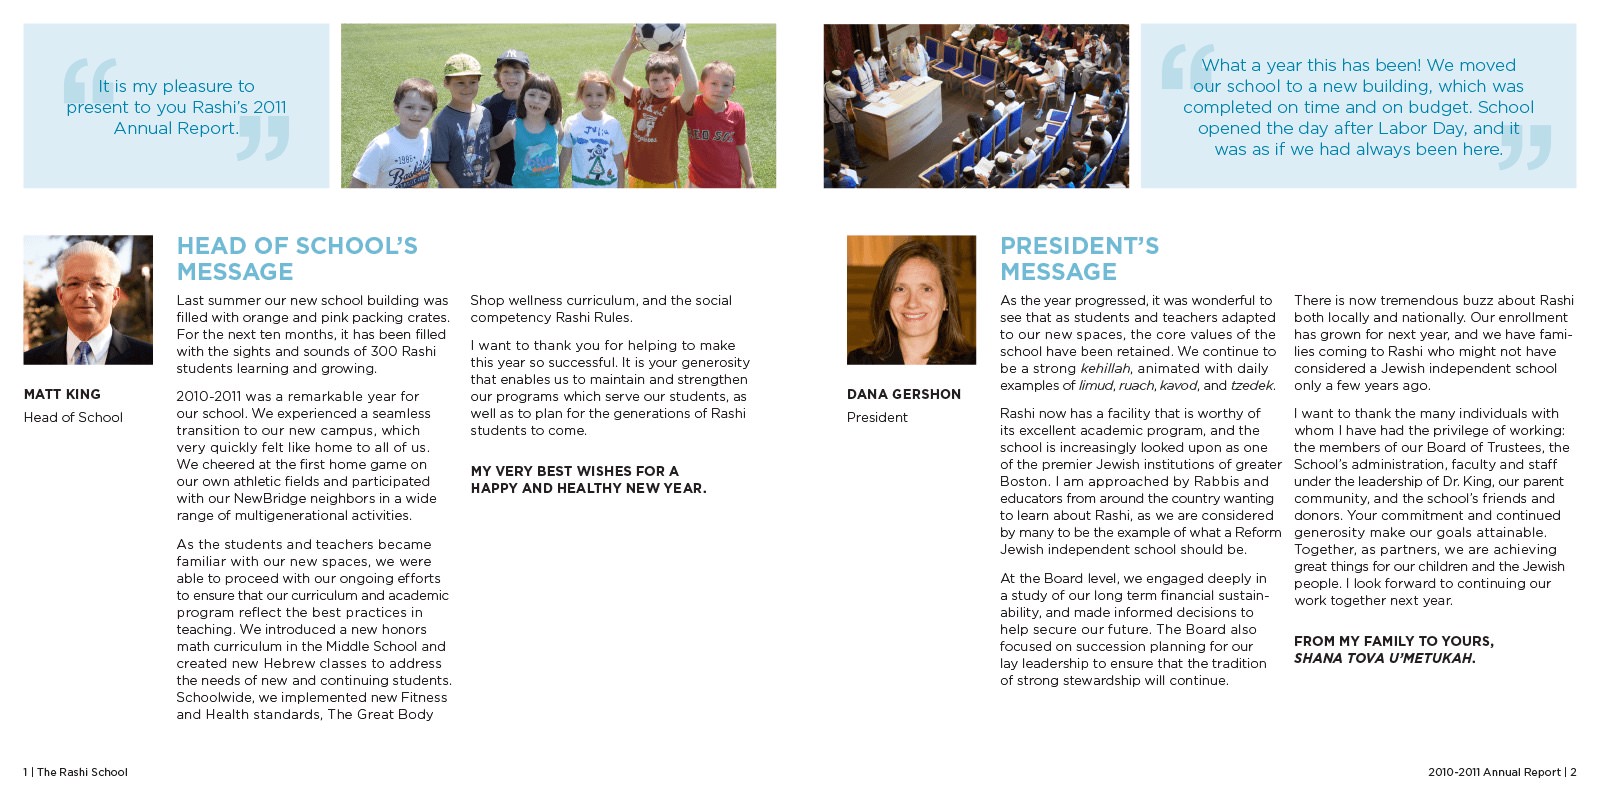 It is my pleasure to
present to you Rashi's 2011
Annual Report.
1986
Julia
RED SOX
What a year this has been! We moved
our school to a new building, which was
completed on time and on budget. School
opened the day after Labor Day, and it
was as if we had always been here.
MATT KING
Head of School
HEAD OF SCHOOL'S
MESSAGE
Last summer our new school building was
filled with orange and pink packing crates.
For the next ten months, it has been filled
with the sights and sounds of 300 Rashi
students learning and growing.
2010-2011 was a remarkable year for
our school. We experienced a seamless
transition to our new campus, which
very quickly felt like home to all of us.
We cheered at the first home game on
our own athletic fields and participated
with our NewBridge neighbors in a wide
range of multigenerational activities.
As the students and teachers became
familiar with our new spaces, we were
able to proceed with our ongoing efforts
to ensure that our curriculum and academic
program reflect the best practices in
teaching. We introduced a new honors
math curriculum in the Middle School and
created new Hebrew classes to address
the needs of new and continuing students.
Schoolwide, we implemented new Fitness
and Health standards, The Great Body
Shop wellness curriculum, and the social
competency Rashi Rules.
I want to thank you for helping to make
this year so successful. It is your generosity
that enables us to maintain and strengthen
our programs which serve our students, as
well as to plan for the generations of Rashi
students to come.
MY VERY BEST WISHES FOR A
HAPPY AND HEALTHY NEW YEAR.
DANA GERSHON
President
PRESIDENT'S
MESSAGE
As the year progressed, it was wonderful to
see that as students and teachers adapted
to our new spaces, the core values of the
school have been retained. We continue to
be a strong kehillah, animated with daily
examples of limud, ruach, kavod, and tzedek.
Rashi now has a facility that is worthy of
its excellent academic program, and the
school is increasingly looked upon as one
of the premier Jewish institutions of greater
Boston. I am approached by Rabbis and
educators from around the country wanting
to learn about Rashi, as we are considered
by many to be the example of what a Reform
Jewish independent school should be.
At the Board level, we engaged deeply in
a study of our long term financial sustain-
ability, and made informed decisions to
help secure our future. The Board also
focused on succession planning for our
lay leadership to ensure that the tradition
of strong stewardship will continue.
There is now tremendous buzz about Rashi
both locally and nationally. Our enrollment
has grown for next year, and we have fami-
lies coming to Rashi who might not have
considered a Jewish independent school
only a few years ago.
I want to thank the many individuals with
whom I have had the privilege of working:
the members of our Board of Trustees, the
School's administration, faculty and staff
under the leadership of Dr. King, our parent
community, and the school's friends and
donors. Your commitment and continued
generosity make our goals attainable.
Together, as partners, we are achieving
great things for our children and the Jewish
people. I look forward to continuing our
work together next year.
FROM MY FAMILY TO YOURS,
SHANA TOVA U'METUKAH.
1 | The Rashi School
2010-2011 Annual Report | 2